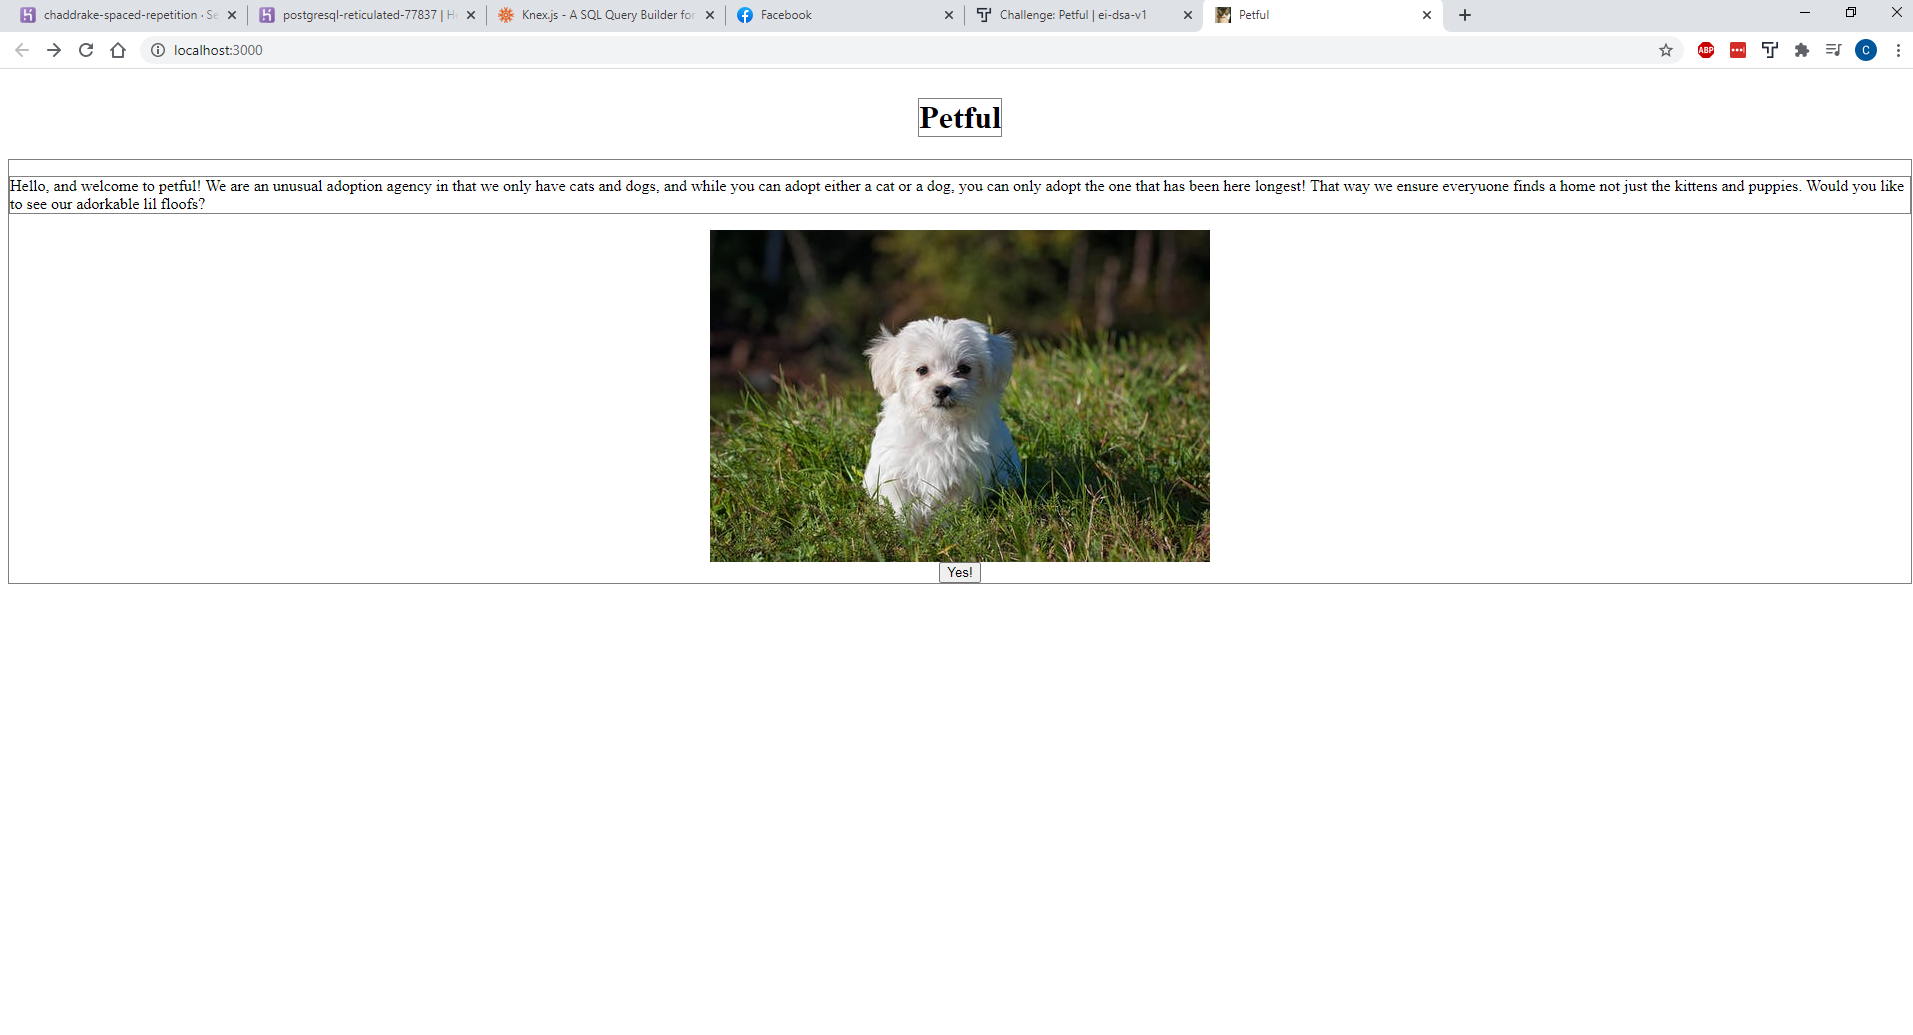 chaddrake-spaced-repetition · Se
postgresql-reticulated-77837 | H
Knex.js - A SQL Query Builder for
Facebook
Challenge: Petful | ei-dsa-v1
Petful
localhost:3000
ABP
C
Petful
Hello, and welcome to petful! We are an unusual adoption agency in that we only have cats and dogs, and while you can adopt either a cat or a dog, you can only adopt the one that has been here longest! That way we ensure everyuone finds a home not just the kittens and puppies. Would you like
to see our adorkable lil floofs?
Yes!